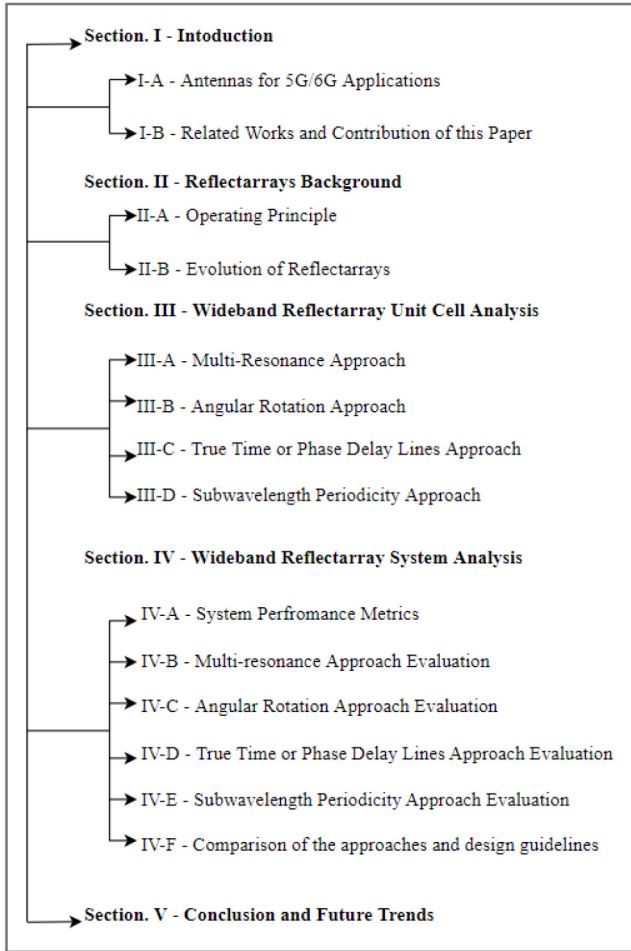 Section. I - Intoduction
I-A - Antennas for 5G/6G Applications
I-B - Related Works and Contribution of this Paper
Section. II - Reflectarrays Background
II-A - Operating Principle
II-B - Evolution of Reflectarrays
Section. III - Wideband Reflectarray Unit Cell Analysis
III-A - Multi-Resonance Approach
III-B - Angular Rotation Approach
III-C - True Time or Phase Delay Lines Approach
III-D - Subwavelength Periodicity Approach
Section. IV - Wideband Reflectarray System Analysis
IV-A - System Perfromance Metrics
IV-B - Multi-resonance Approach Evaluation
IV-C - Angular Rotation Approach Evaluation
IV-D - True Time or Phase Delay Lines Approach Evaluation
IV-E - Subwavelength Periodicity Approach Evaluation
IV-F - Comparison of the approaches and design guidelines
Section. V - Conclusion and Future Trends